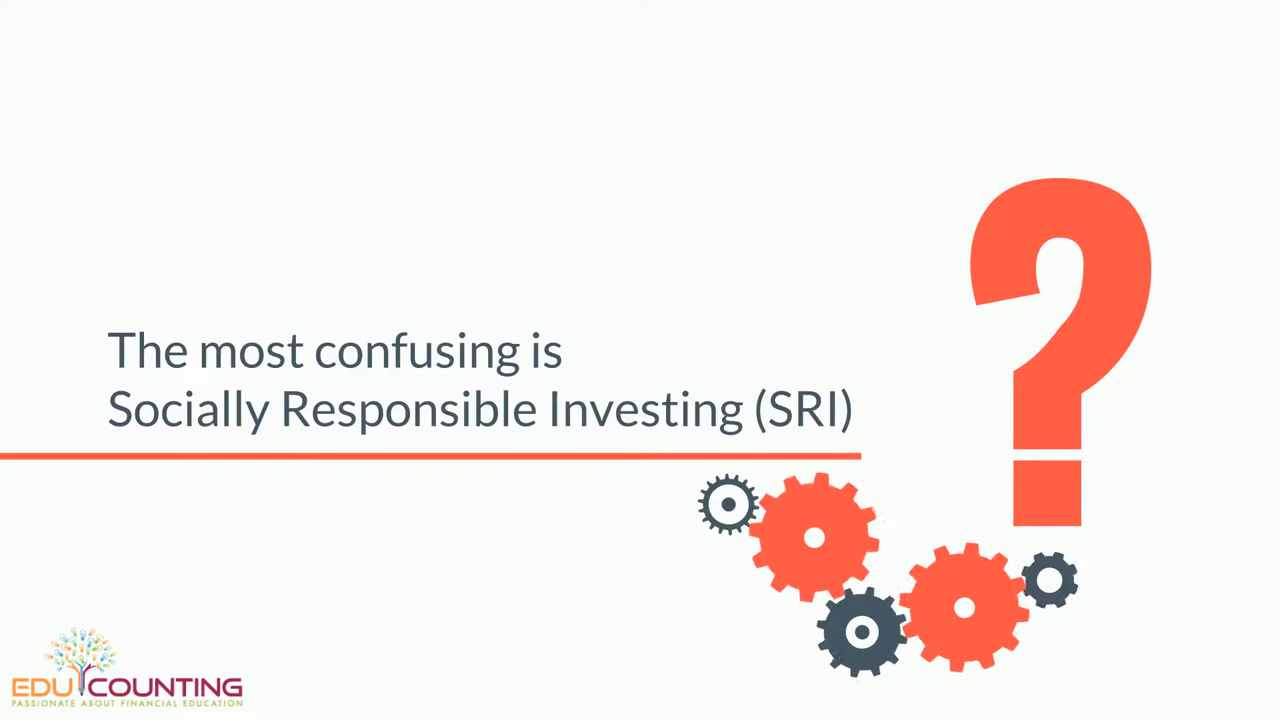 The most confusing is
Socially Responsible Investing (SRI)
?
EDUCOUNTING
PASSIONATE ABOUT FINANCIAL EDUCATION